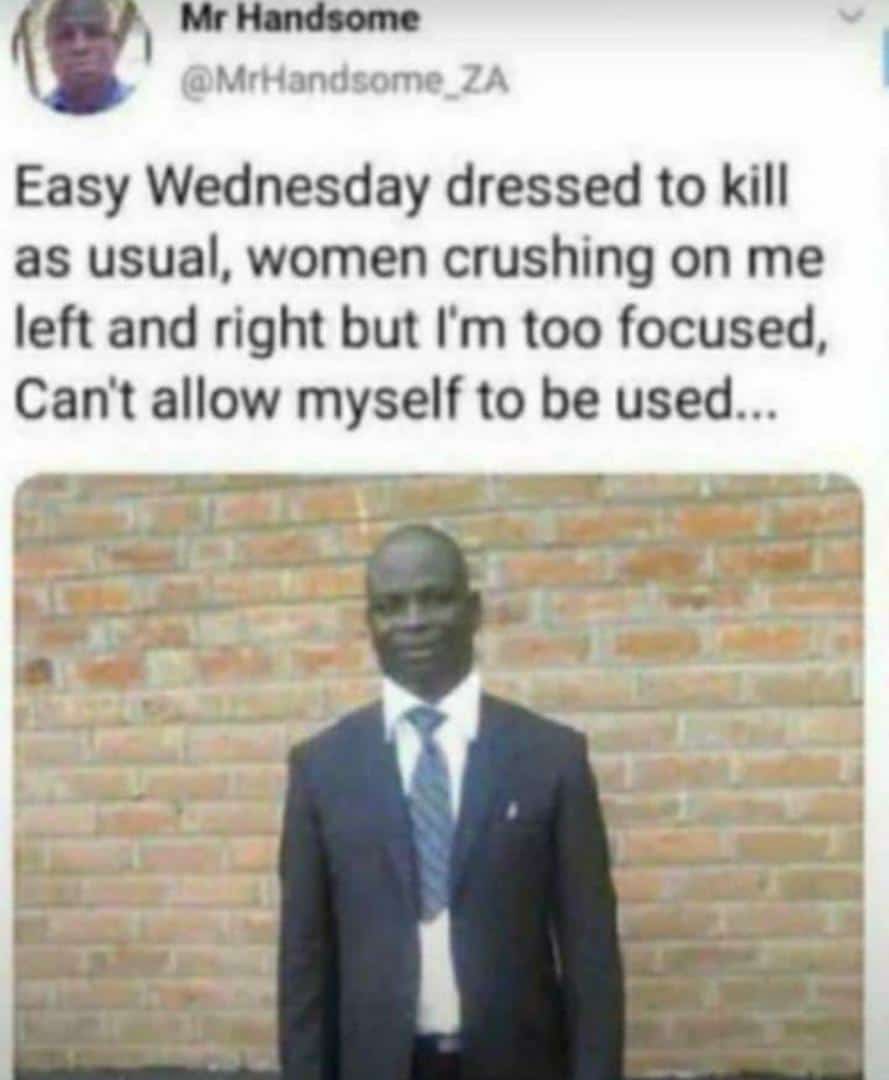 Mr Handsome
@MrHandsome_ZA
Easy Wednesday dressed to kill
as usual, women crushing on me
left and right but I'm too focused,
Can't allow myself to be used...